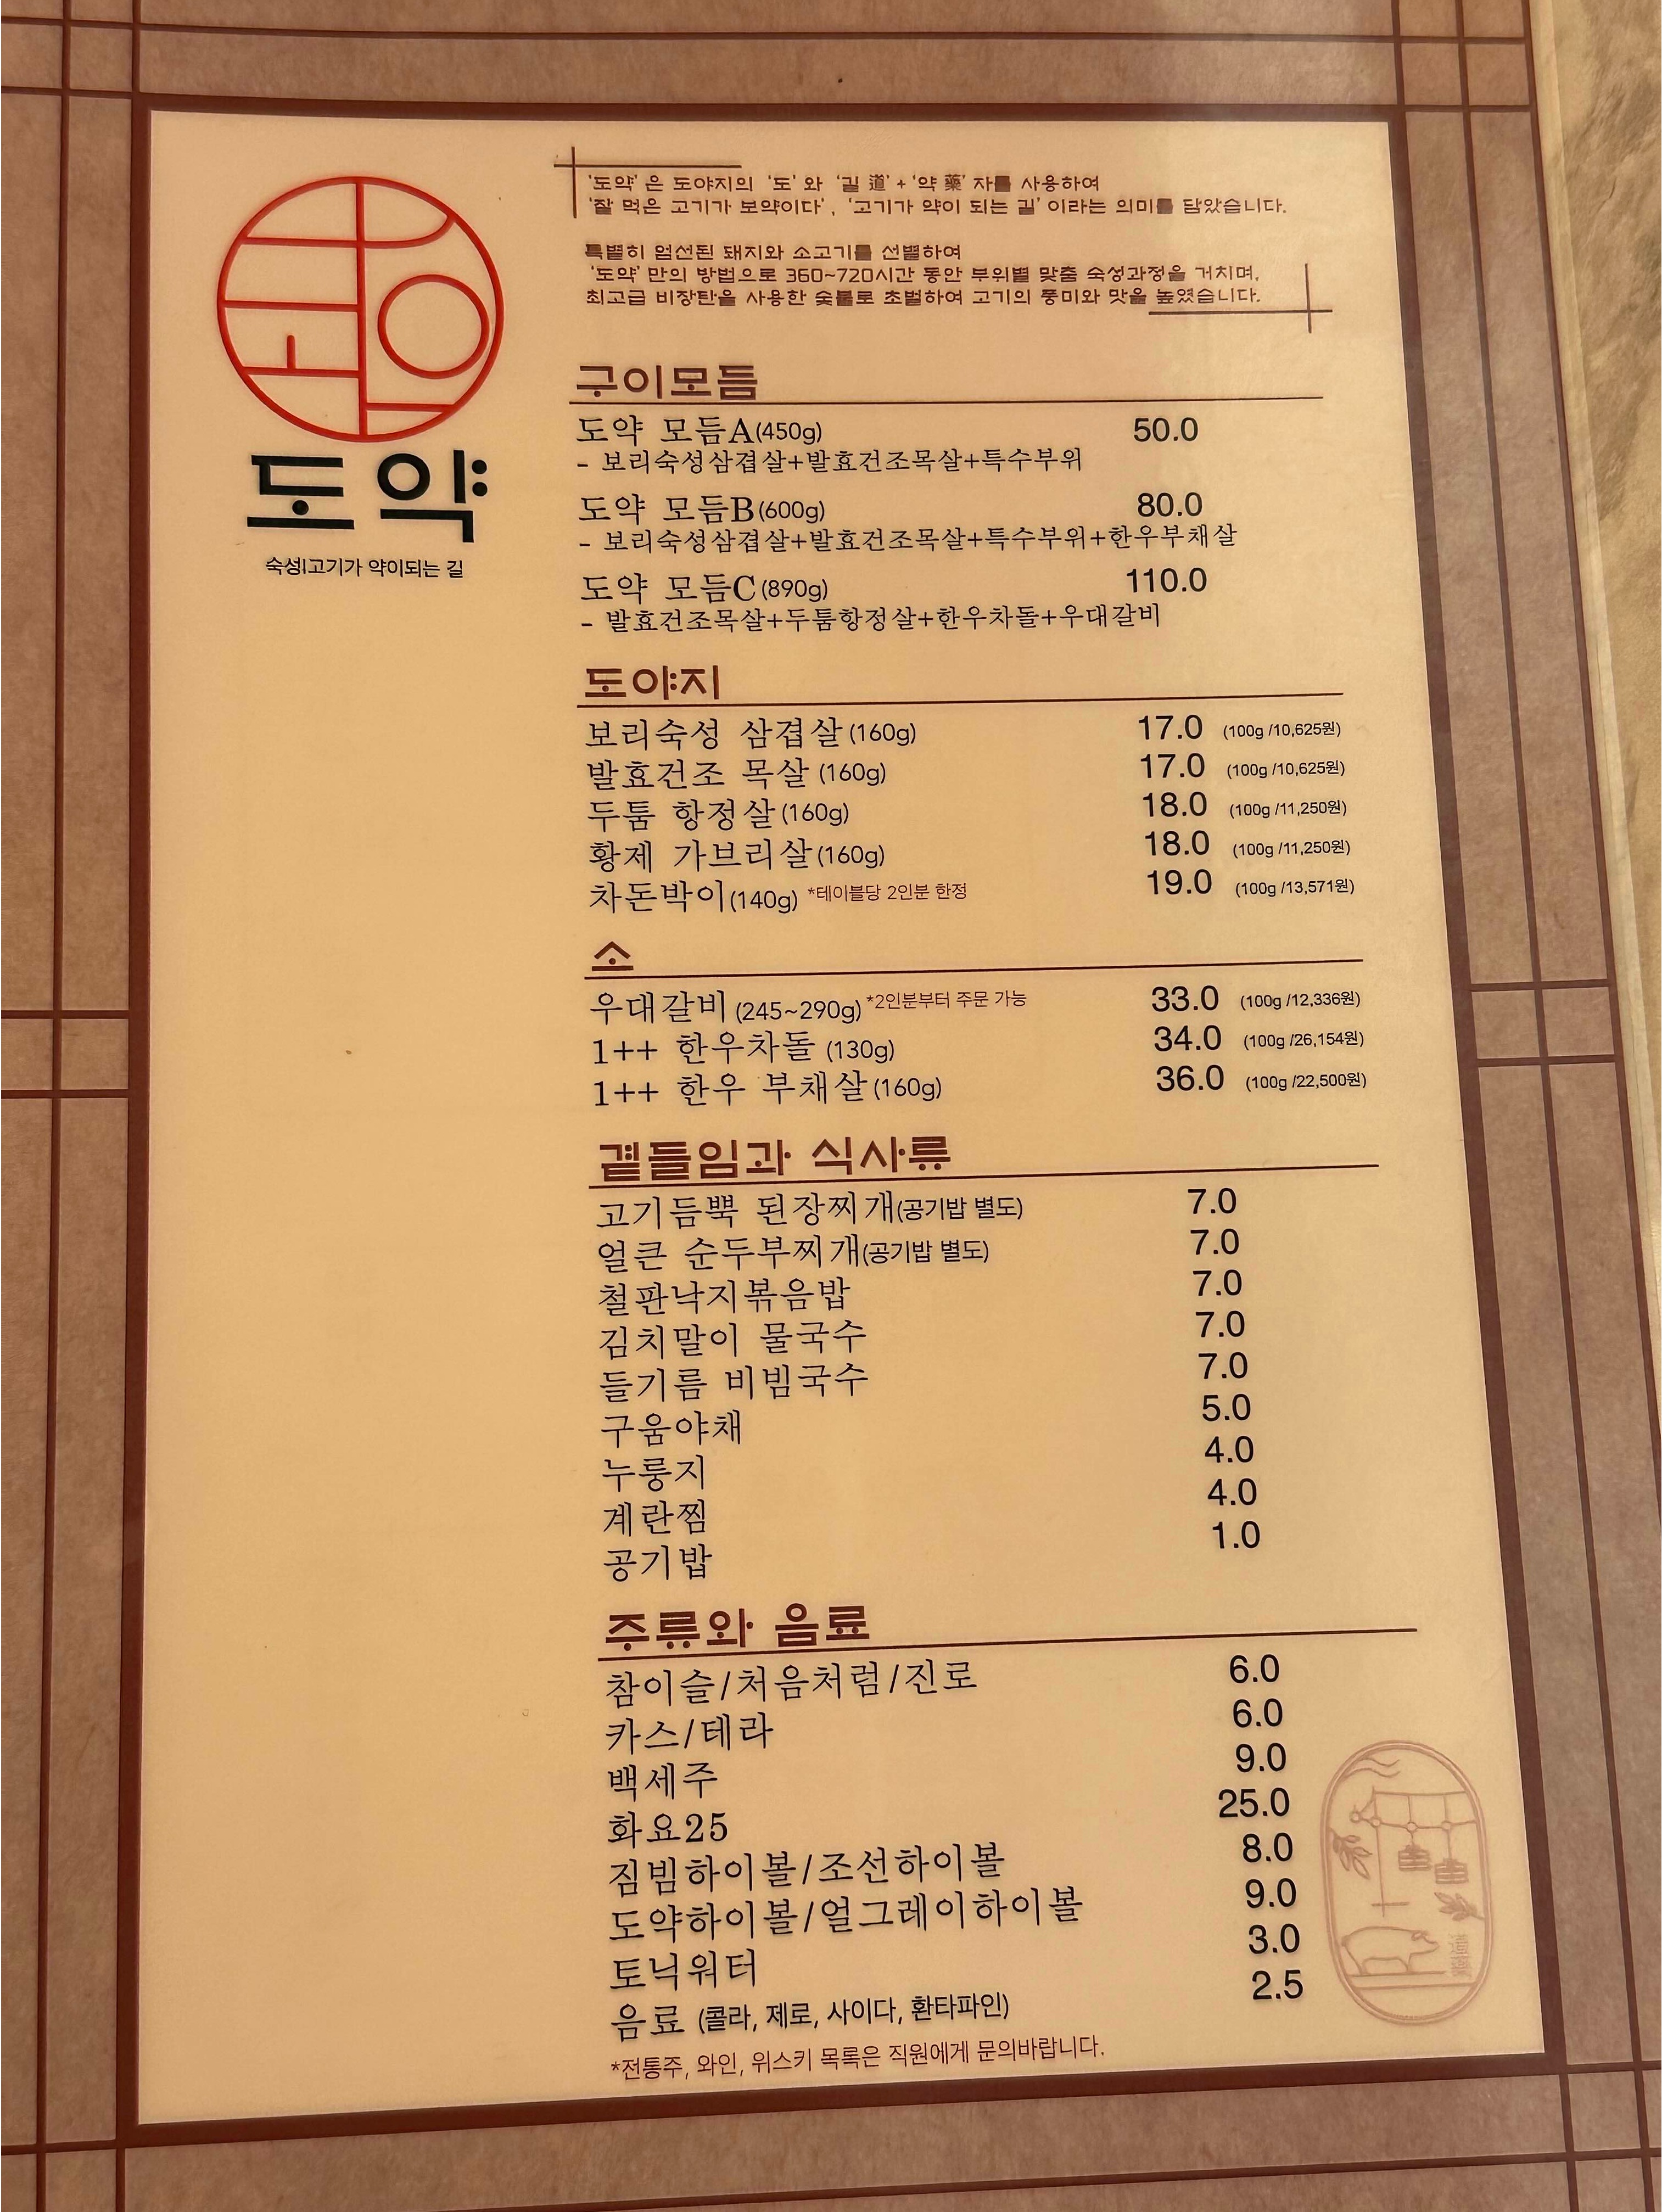 도약
숙성|고기가 약이되는 길
'도약' 은 도야지의 '도' 와 '길 道' + '약 藥' 자를 사용하여
'잘 먹은 고기가 보약이다', '고기가 약이 되는 길' 이라는 의미를 담았습니다.
특별히 엄선된 돼지와 소고기를 선별하여
'도약' 만의 방법으로 360~720시간 동안 부위별 맞춤 숙성과정을 거치며,
최고급 비장탄을 사용한 숯불로 초벌하여 고기의 풍미와 맛을 높였습니다.
구이모듬
도약 모듬A(450g) 50.0
- 보리숙성삼겹살+발효건조목살+특수부위
도약 모듬B(600g) 80.0
- 보리숙성삼겹살+발효건조목살+특수부위+한우부채살
도약 모듬C(890g) 110.0
- 발효건조목살+두툼항정살+한우차돌+우대갈비
도야지
보리숙성 삼겹살(160g) 17.0 (100g /10,625원)
발효건조 목살 (160g) 17.0 (100g /10,625원)
두툼 항정살(160g) 18.0 (100g /11,250원)
황제 가브리살(160g) 18.0 (100g /11,250원)
차돈박이(140g) *테이블당 2인분 한정 19.0 (100g /13,571원)
소
우대갈비(245~290g) *2인분부터 주문 가능 33.0 (100g /12,336원)
1++ 한우차돌 (130g) 34.0 (100g /26,154원)
1++ 한우 부채살(160g) 36.0 (100g /22,500원)
곁들임과 식사류
고기듬뿍 된장찌개(공기밥 별도) 7.0
얼큰 순두부찌개(공기밥 별도) 7.0
철판낙지볶음밥 7.0
김치말이 물국수 7.0
들기름 비빔국수 7.0
구움야채 5.0
누룽지 4.0
계란찜 4.0
공기밥 1.0
주류와 음료
참이슬/처음처럼/진로 6.0
카스/테라 6.0
백세주 9.0
화요25 25.0
짐빔하이볼/조선하이볼 8.0
도약하이볼/얼그레이하이볼 9.0
토닉워터 3.0
음료 (콜라, 제로, 사이다, 환타파인) 2.5
*전통주, 와인, 위스키 목록은 직원에게 문의바랍니다.
道藥